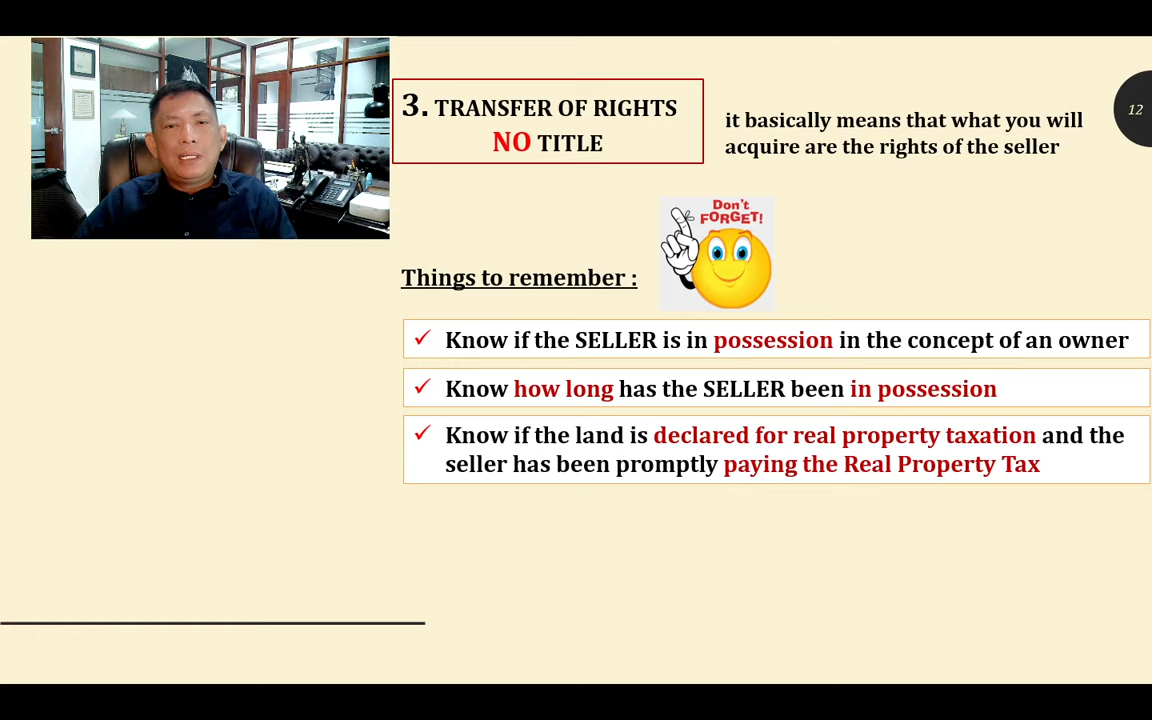 3. TRANSFER OF RIGHTS
NO TITLE
it basically means that what you will
acquire are the rights of the seller
12
Don't
FORGET!
Things to remember :
✓ Know if the SELLER is in possession in the concept of an owner
✓ Know how long has the SELLER been in possession
✓ Know if the land is declared for real property taxation and the
seller has been promptly paying the Real Property Tax